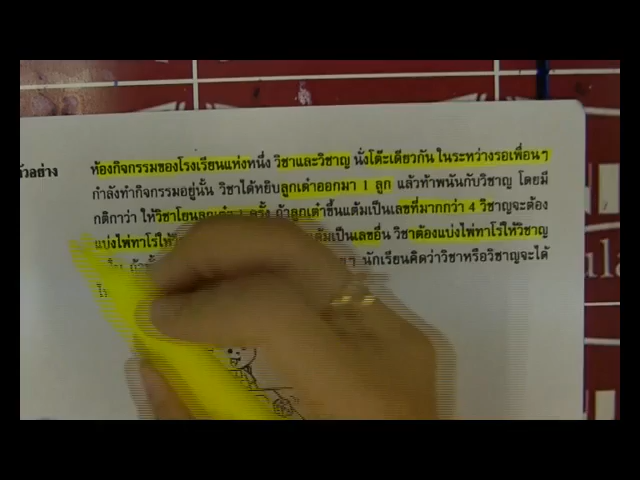 ตัวอย่าง
ห้องกิจกรรมของโรงเรียนแห่งหนึ่ง วิชาและวิชาญ นั่งโต๊ะเดียวกัน ในระหว่างรอเพื่อนๆ
กำลังทำกิจกรรมอยู่นั้น วิชาได้หยิบลูกเต๋าออกมา 1 ลูก แล้วท้าพนันกับวิชาญ โดยมี
กติกาว่า ให้วิชาโยนลูกเต๋า 1 ครั้ง ถ้าลูกเต๋าขึ้นแต้มเป็นเลขที่มากกว่า 4 วิชาญจะต้อง
แบ่งไพ่ทาโร่ให้ เป็นเลขอื่น วิชาต้องแบ่งไพ่ทาโร่ให้วิชาญ
นักเรียนคิดว่าวิชาหรือวิชาญจะได้